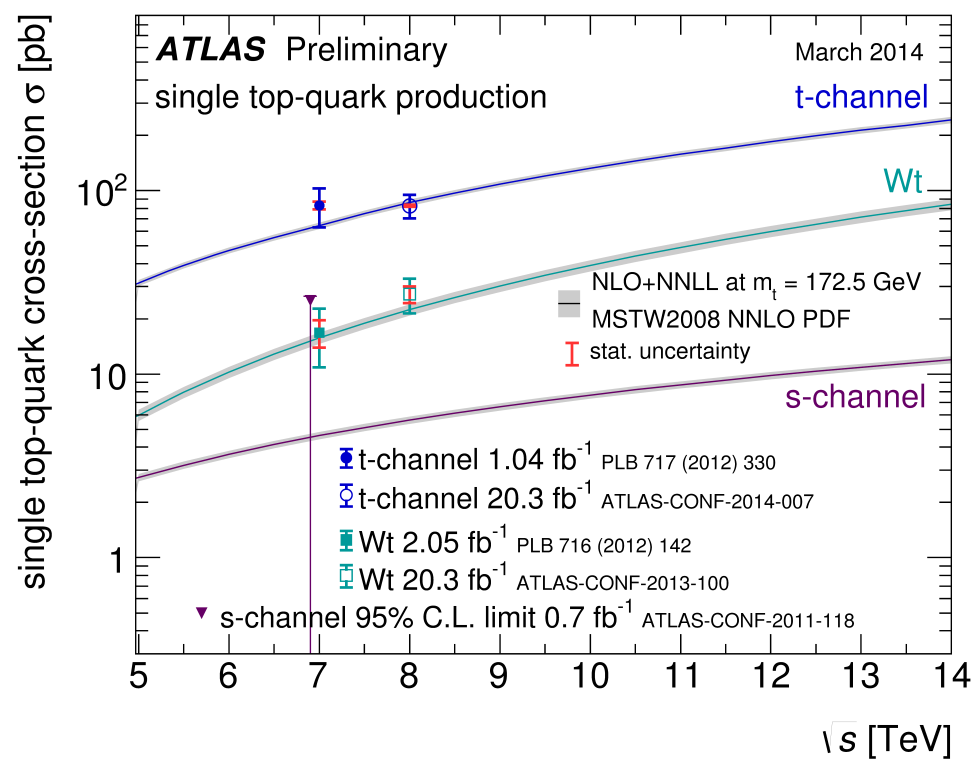 ATLAS Preliminary
March 2014
single top-quark production
t-channel
Wt
NLO+NNLL at mt = 172.5 GeV
MSTW2008 NNLO PDF
stat. uncertainty
s-channel
t-channel 1.04 fb-1 PLB 717 (2012) 330
t-channel 20.3 fb-1 ATLAS-CONF-2014-007
Wt 2.05 fb-1 PLB 716 (2012) 142
Wt 20.3 fb-1 ATLAS-CONF-2013-100
s-channel 95% C.L. limit 0.7 fb-1 ATLAS-CONF-2011-118
single top-quark cross-section σ [pb]
10²
10
1
5 6 7 8 9 10 11 12 13 14
√s [TeV]